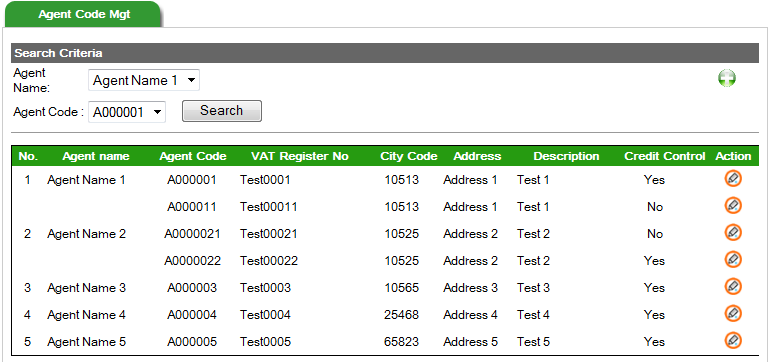 Agent Code Mgt
Search Criteria
Agent
Name:
Agent Name 1
Agent Code :
A000001
Search
No. Agent name Agent Code VAT Register No City Code Address Description Credit Control Action
1 Agent Name 1 A000001 Test0001 10513 Address 1 Test 1 Yes
A000011 Test00011 10513 Address 1 Test 1 No
2 Agent Name 2 A0000021 Test00021 10525 Address 2 Test 2 No
A0000022 Test00022 10525 Address 2 Test 2 Yes
3 Agent Name 3 A000003 Test0003 10565 Address 3 Test 3 Yes
4 Agent Name 4 A000004 Test0004 25468 Address 4 Test 4 Yes
5 Agent Name 5 A000005 Test0005 65823 Address 5 Test 5 Yes